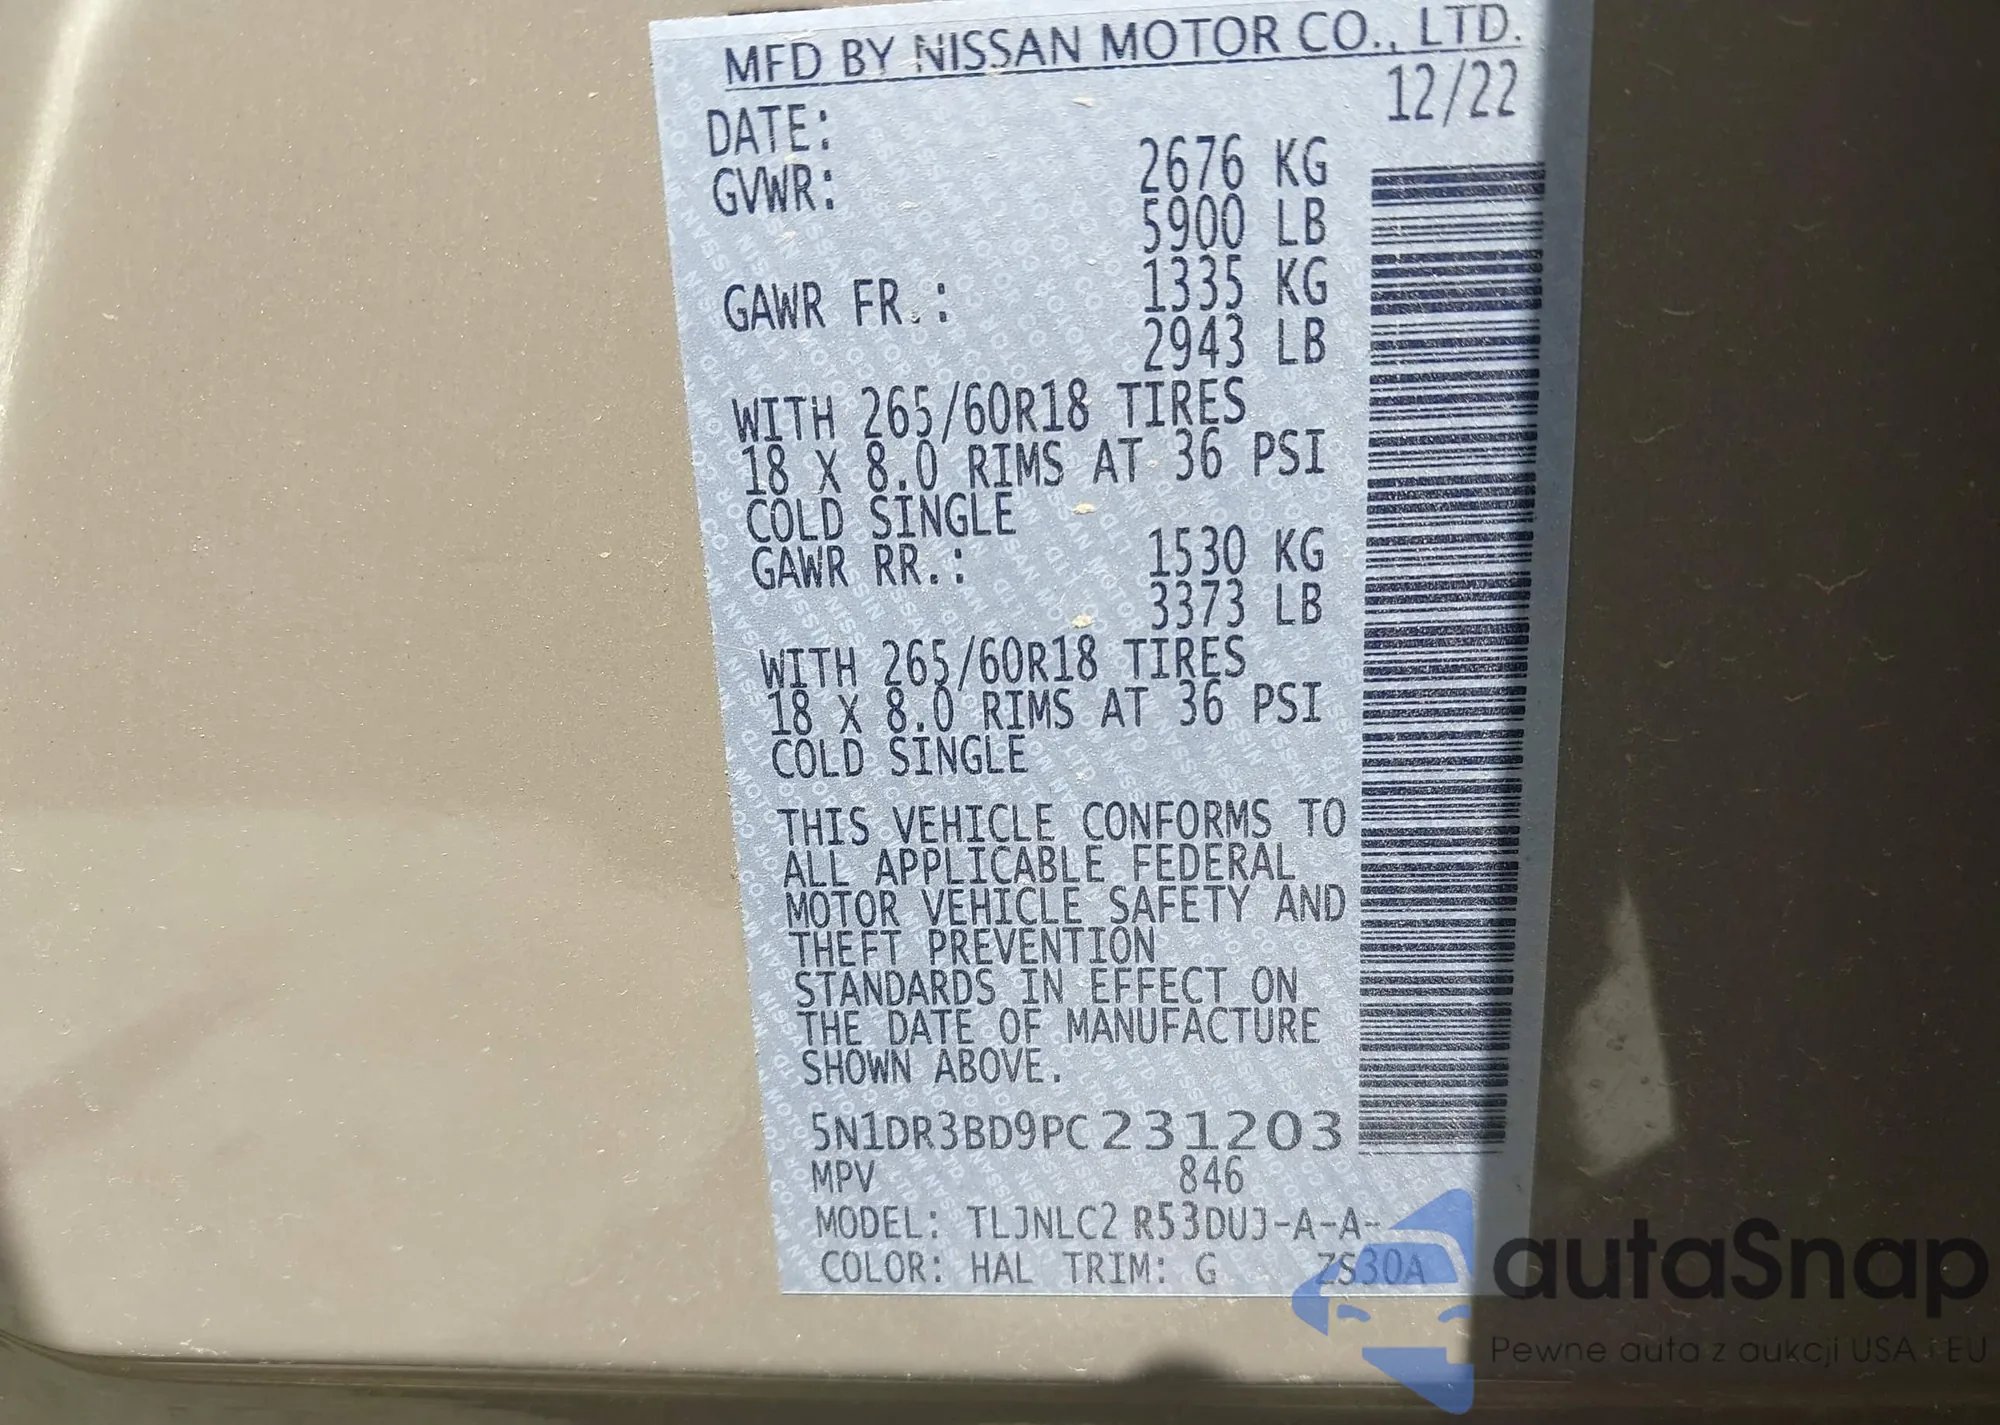 MFD BY NISSAN MOTOR CO., LTD.
DATE: 12/22
GVWR: 2676 KG
5900 LB
GAWR FR.: 1335 KG
2943 LB
WITH 265/60R18 TIRES
18 X 8.0 RIMS AT 36 PSI
COLD SINGLE
GAWR RR.: 1530 KG
3373 LB
WITH 265/60R18 TIRES
18 X 8.0 RIMS AT 36 PSI
COLD SINGLE
THIS VEHICLE CONFORMS TO
ALL APPLICABLE FEDERAL
MOTOR VEHICLE SAFETY AND
THEFT PREVENTION
STANDARDS IN EFFECT ON
THE DATE OF MANUFACTURE
SHOWN ABOVE.
5N1DR3BD9PC231203
MPV 846
MODEL: TLJNLC2 R53DUJ-A-A-
COLOR: HAL TRIM: G ZS30A
autaSnap
Pewne auta z aukcji USA i EU